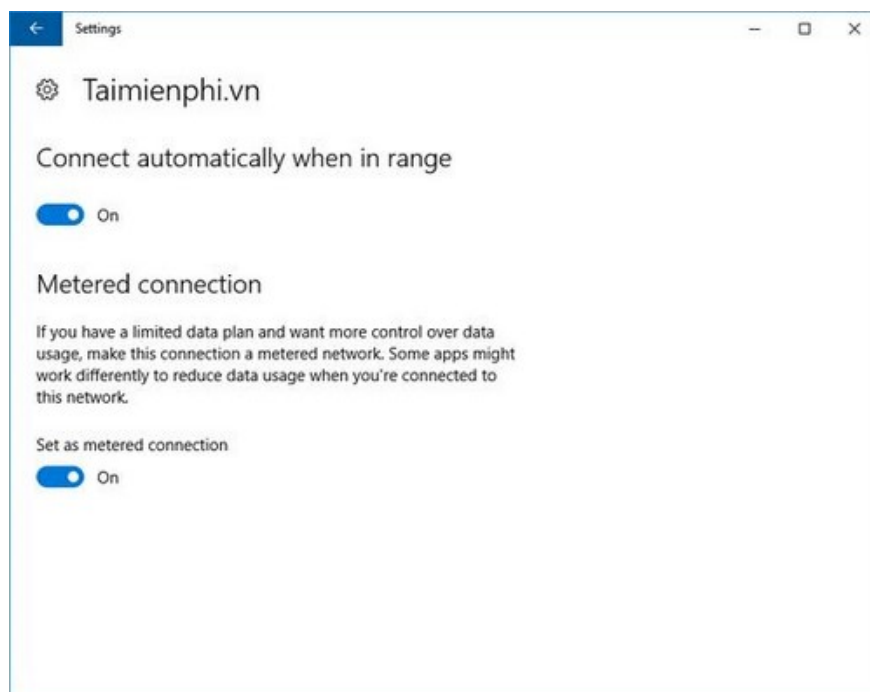 Settings
Taimienphi.vn
Connect automatically when in range
On
Metered connection
If you have a limited data plan and want more control over data
usage, make this connection a metered network. Some apps might
work differently to reduce data usage when you're connected to
this network.
Set as metered connection
On